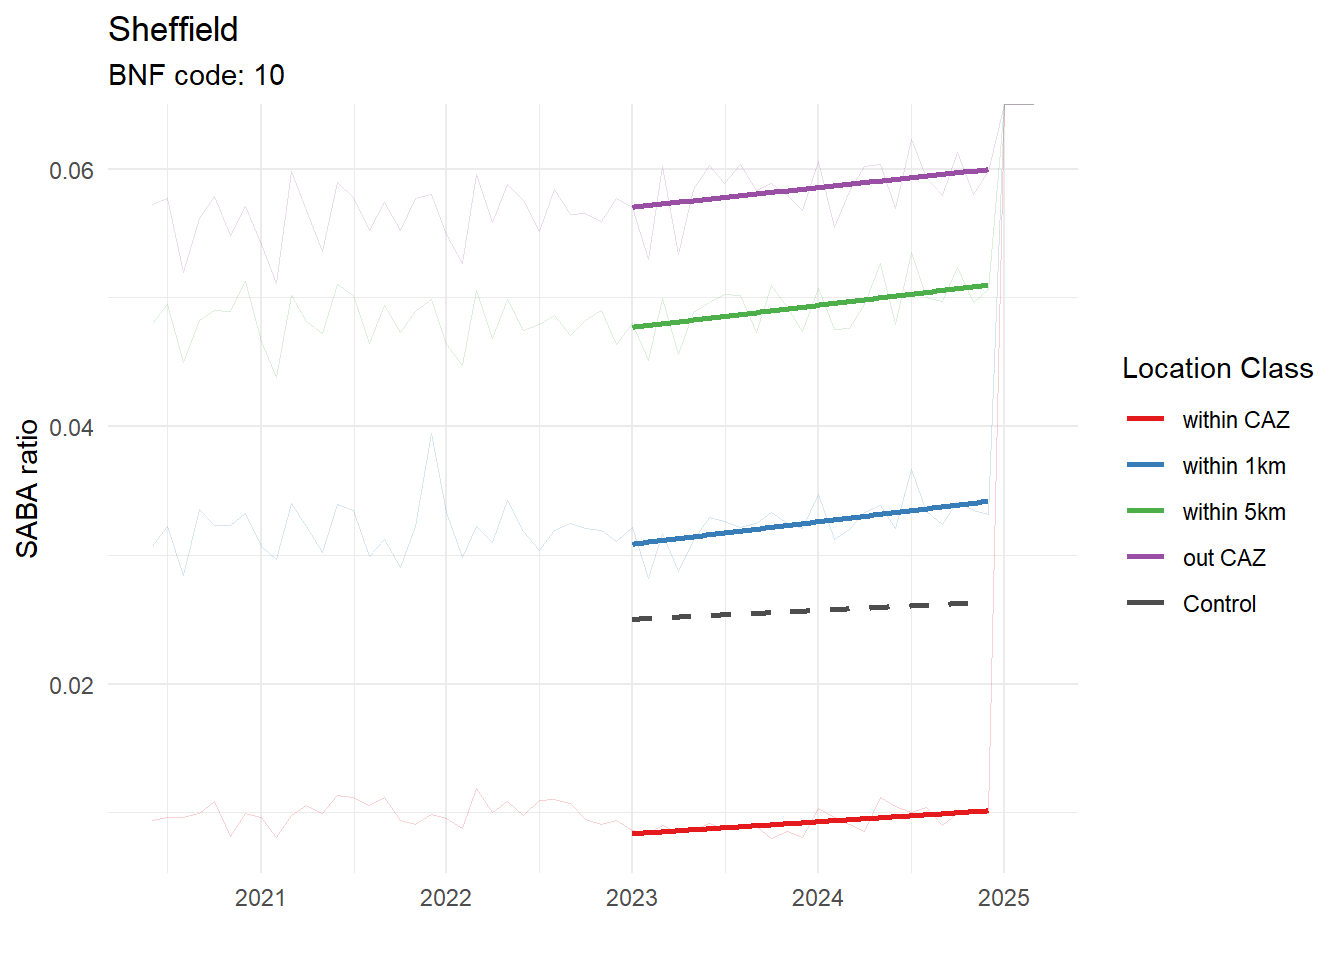 Sheffield
BNF code: 10
SABA ratio
0.06
0.04
0.02
2021 2022 2023 2024 2025
Location Class
within CAZ
within 1km
within 5km
out CAZ
Control